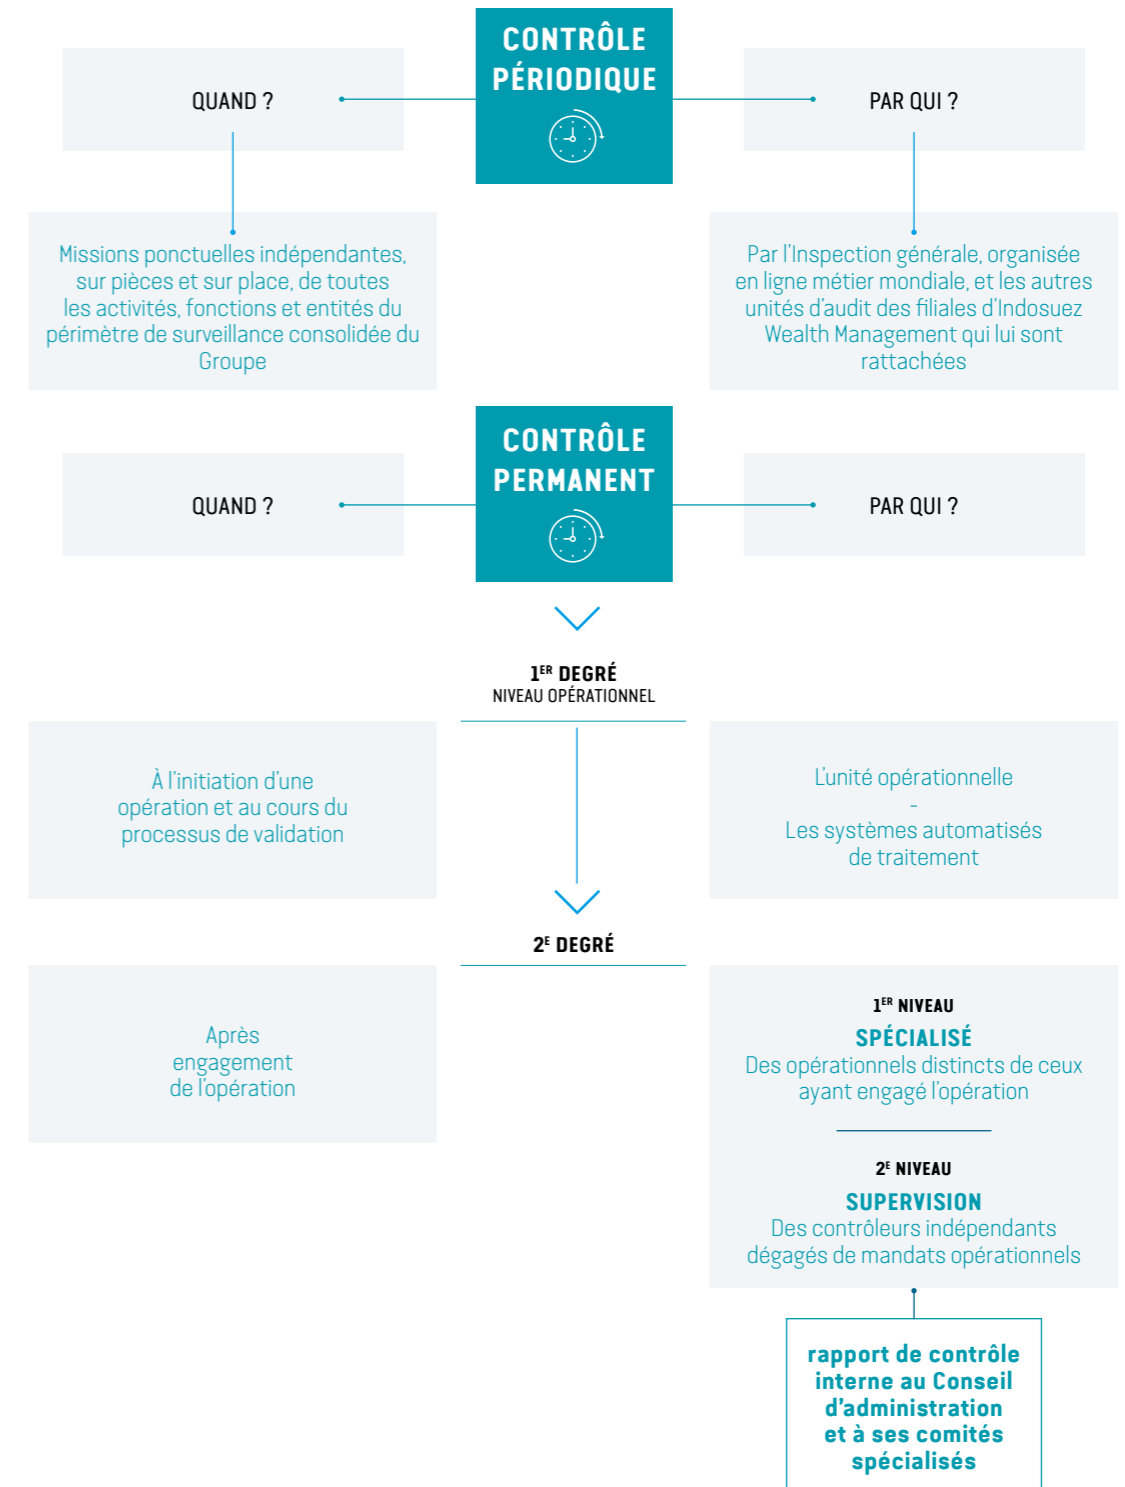 CONTRÔLE
PÉRIODIQUE
QUAND ?
PAR QUI ?
Missions ponctuelles indépendantes,
sur pièces et sur place, de toutes
les activités, fonctions et entités du
périmètre de surveillance consolidée du
Groupe
Par l'Inspection générale, organisée
en ligne métier mondiale, et les autres
unités d'audit des filiales d'Indosuez
Wealth Management qui lui sont
rattachées
CONTRÔLE
PERMANENT
QUAND ?
PAR QUI ?
1ER DEGRÉ
NIVEAU OPÉRATIONNEL
À l'initiation d'une
opération et au cours du
processus de validation
L'unité opérationnelle
-
Les systèmes automatisés
de traitement
2E DEGRÉ
Après
engagement
de l'opération
1ER NIVEAU
SPÉCIALISÉ
Des opérationnels distincts de ceux
ayant engagé l'opération
2E NIVEAU
SUPERVISION
Des contrôleurs indépendants
dégagés de mandats opérationnels
rapport de contrôle
interne au Conseil
d'administration
et à ses comités
spécialisés